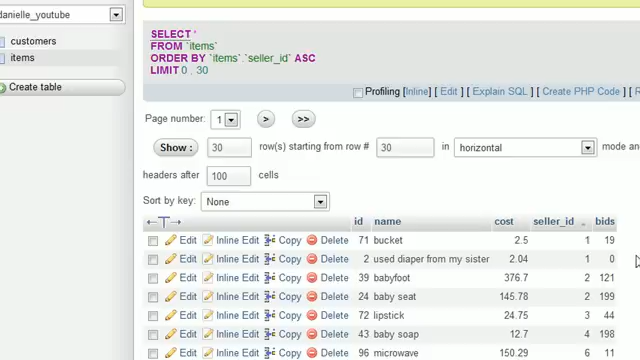 danielle_youtube
customers
items
Create table
SELECT *
FROM `items`
ORDER BY `items`.`seller_id` ASC
LIMIT 0 , 30
Profiling [Inline] [ Edit ] [ Explain SQL ] [ Create PHP Code ] [ R
Page number: 1 > >>
Show : 30 row(s) starting from row # 30 in horizontal mode an
headers after 100 cells
Sort by key: None
id name cost seller_id bids
Edit Inline Edit Copy Delete 71 bucket 2.5 1 19
Edit Inline Edit Copy Delete 2 used diaper from my sister 2.04 1 0
Edit Inline Edit Copy Delete 39 babyfoot 376.7 2 121
Edit Inline Edit Copy Delete 24 baby seat 145.78 2 199
Edit Inline Edit Copy Delete 72 lipstick 24.75 3 44
Edit Inline Edit Copy Delete 43 baby soap 12.7 4 198
Edit Inline Edit Copy Delete 96 microwave 150.29 6 11